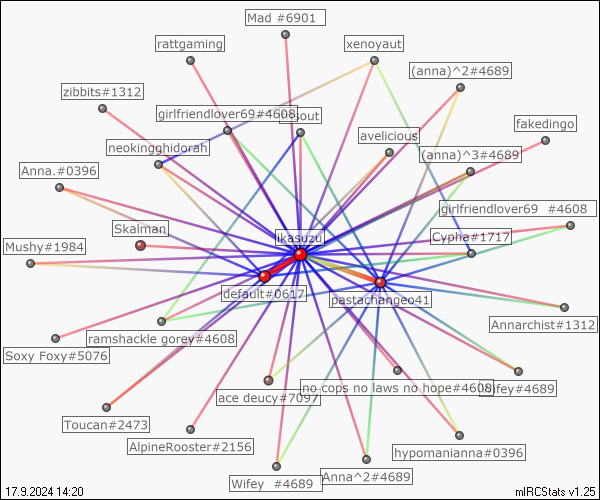 Mad #6901
rattgaming
xenoyaut
(anna)^2#4689
zibbits#1312
girlfriendlover69#4608
sout
fakedingo
avelicious
neokingghidorah
(anna)^3#4689
Anna.#0396
girlfriendlover69 #4608
Skalman
ikasuzu
Cypha#1717
Mushy#1984
default#0617
pastachangeo41
Annarchist#1312
ramshackle gorey#4608
Soxy Foxy#5076
no cops no laws no hope#4608
ifey#4689
ace deucy#7097
Toucan#2473
AlpineRooster#2156
hypomanianna#0396
Anna^2#4689
Wifey #4689
17.9.2024 14:20
mIRCStats v1.25